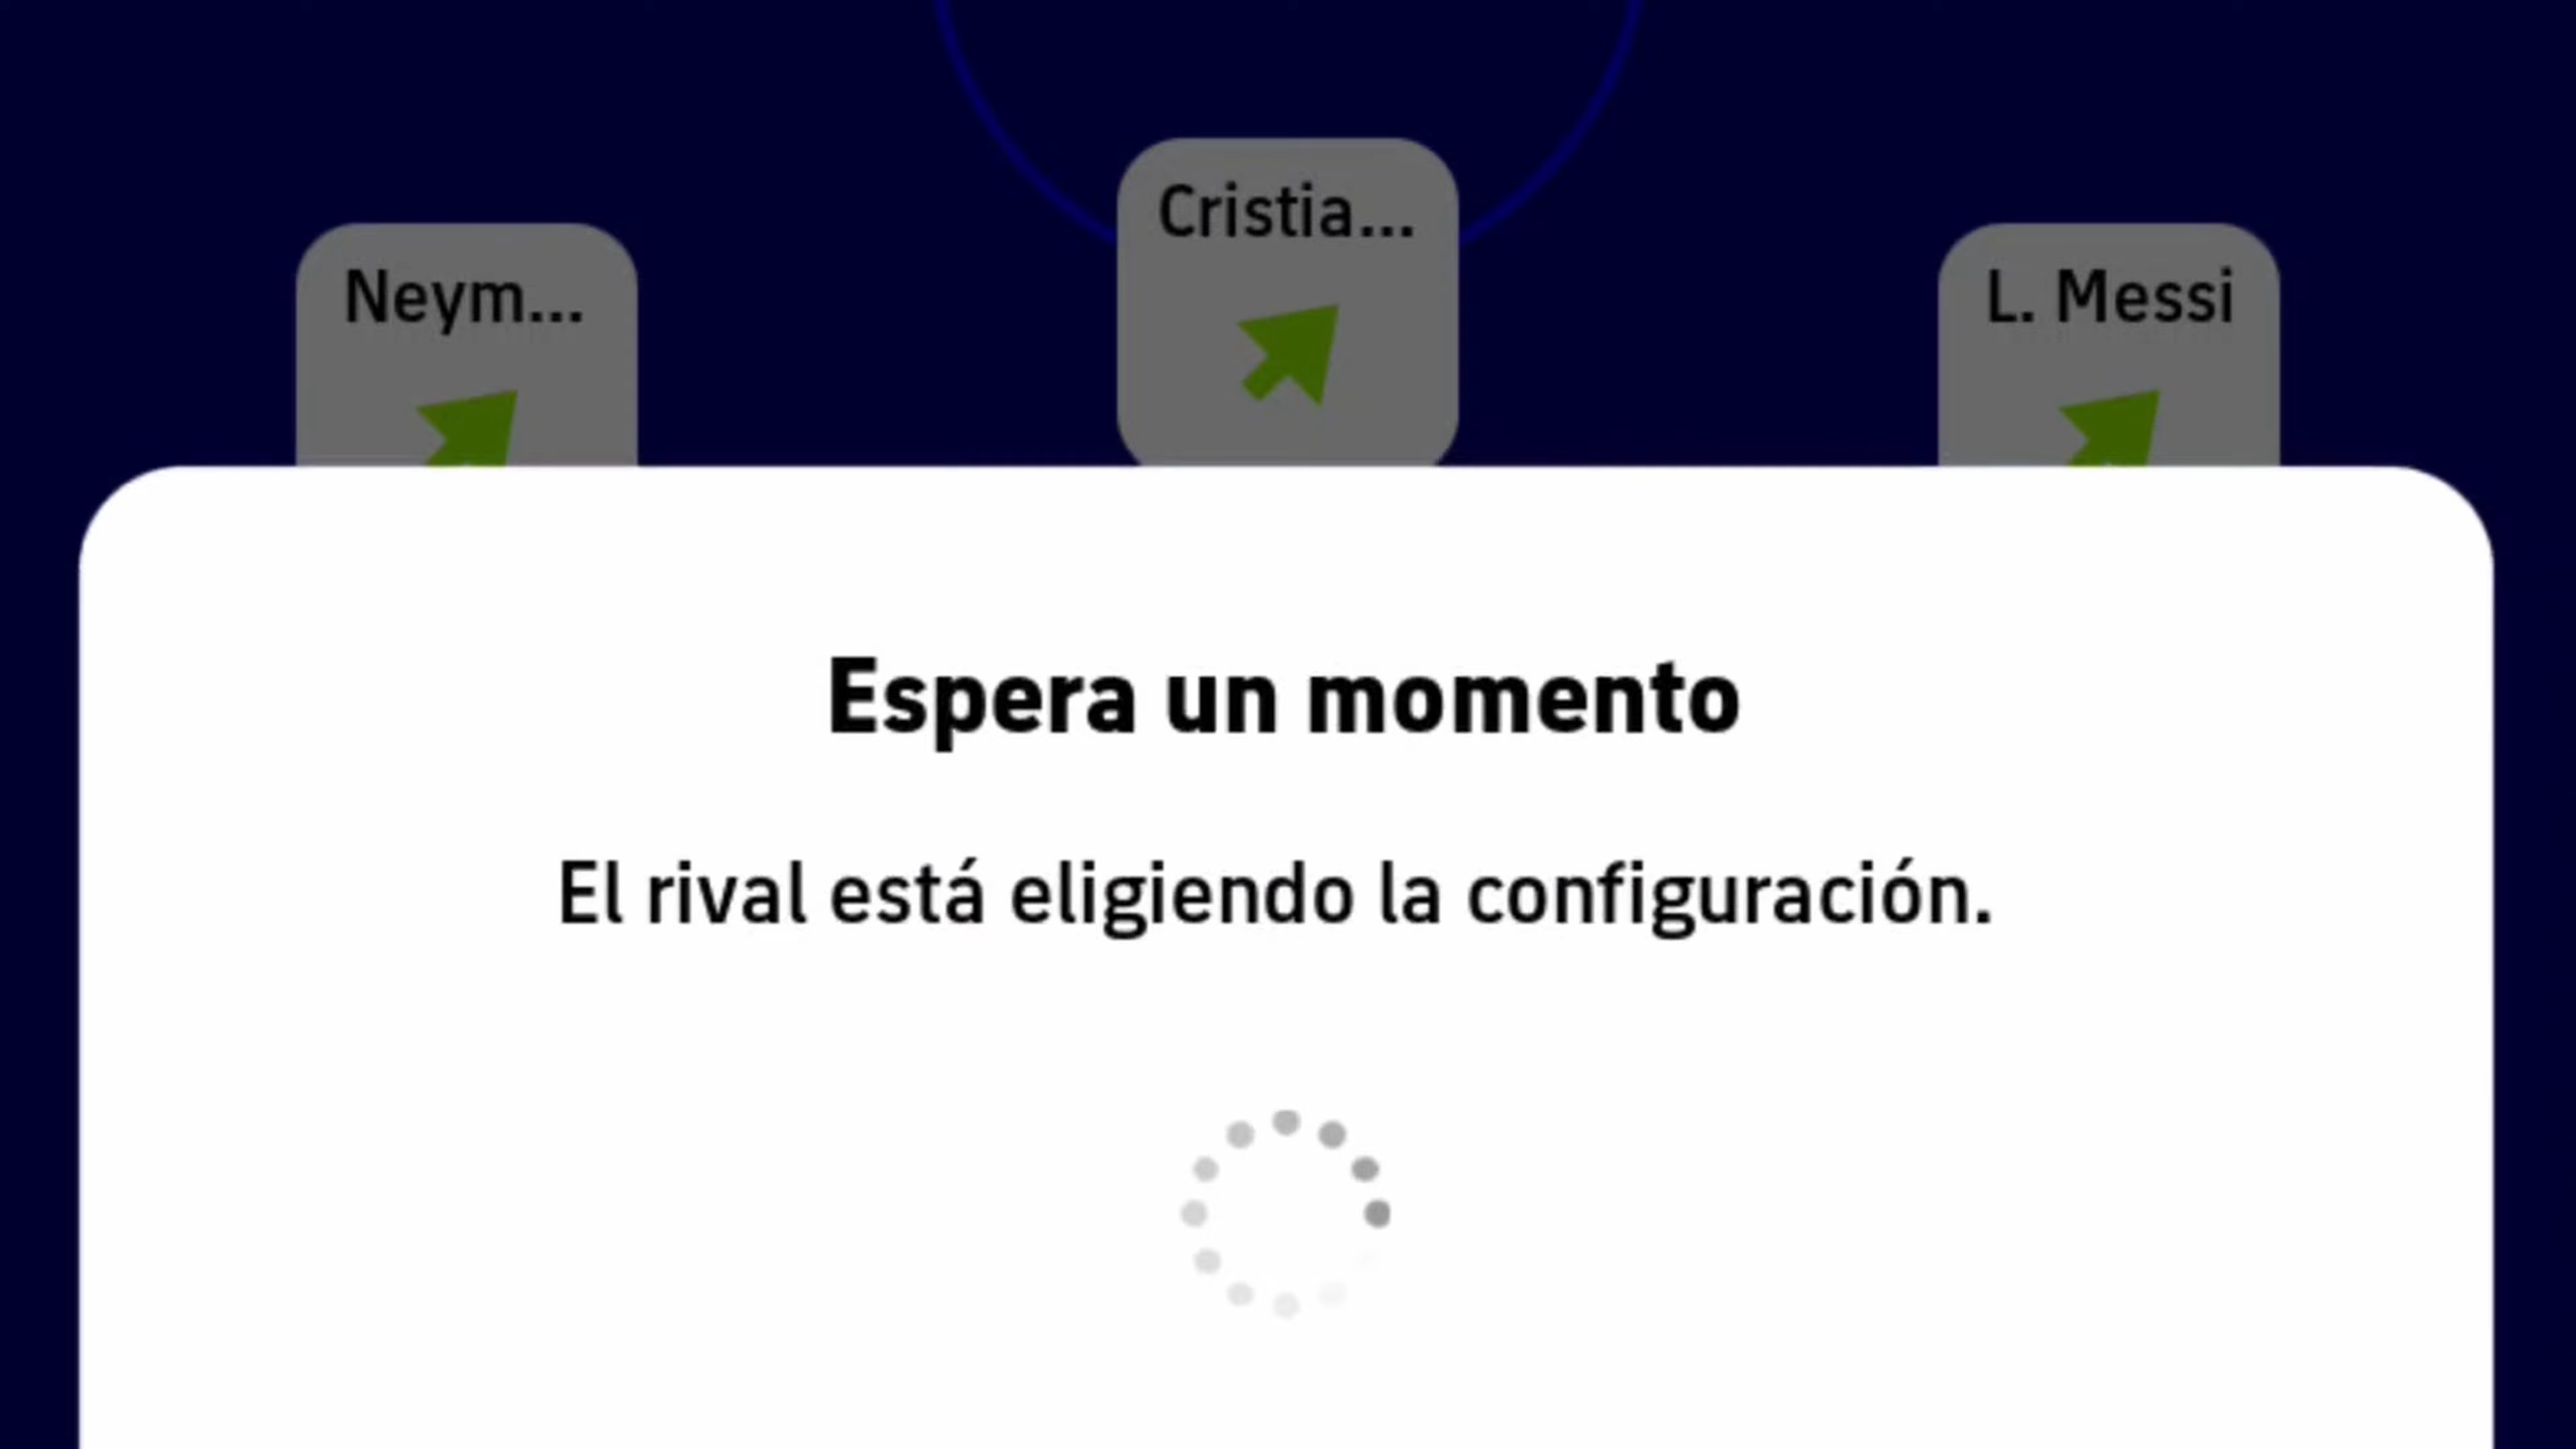 Cristia...
Neym...
L. Messi
Espera un momento
El rival está eligiendo la configuración.